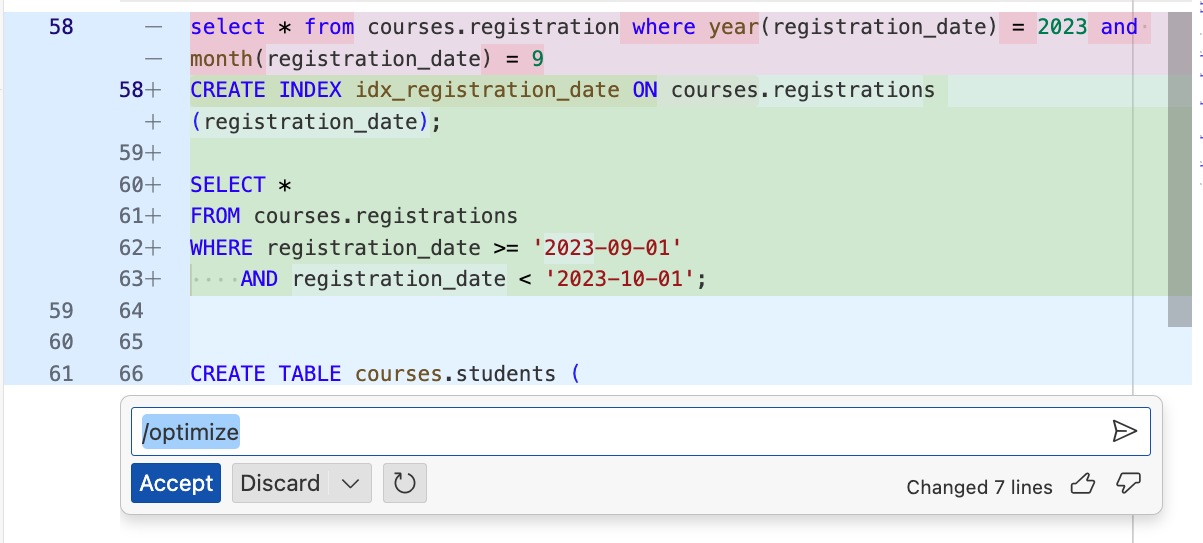 58 — select * from courses.registration where year(registration_date) = 2023 and·
— month(registration_date) = 9
58+ CREATE INDEX idx_registration_date ON courses.registrations
+ (registration_date);
59+
60+ SELECT *
61+ FROM courses.registrations
62+ WHERE registration_date >= '2023-09-01'
63+ ····AND registration_date < '2023-10-01';
59 64
60 65
61 66 CREATE TABLE courses.students (
/optimize
Accept Discard Changed 7 lines